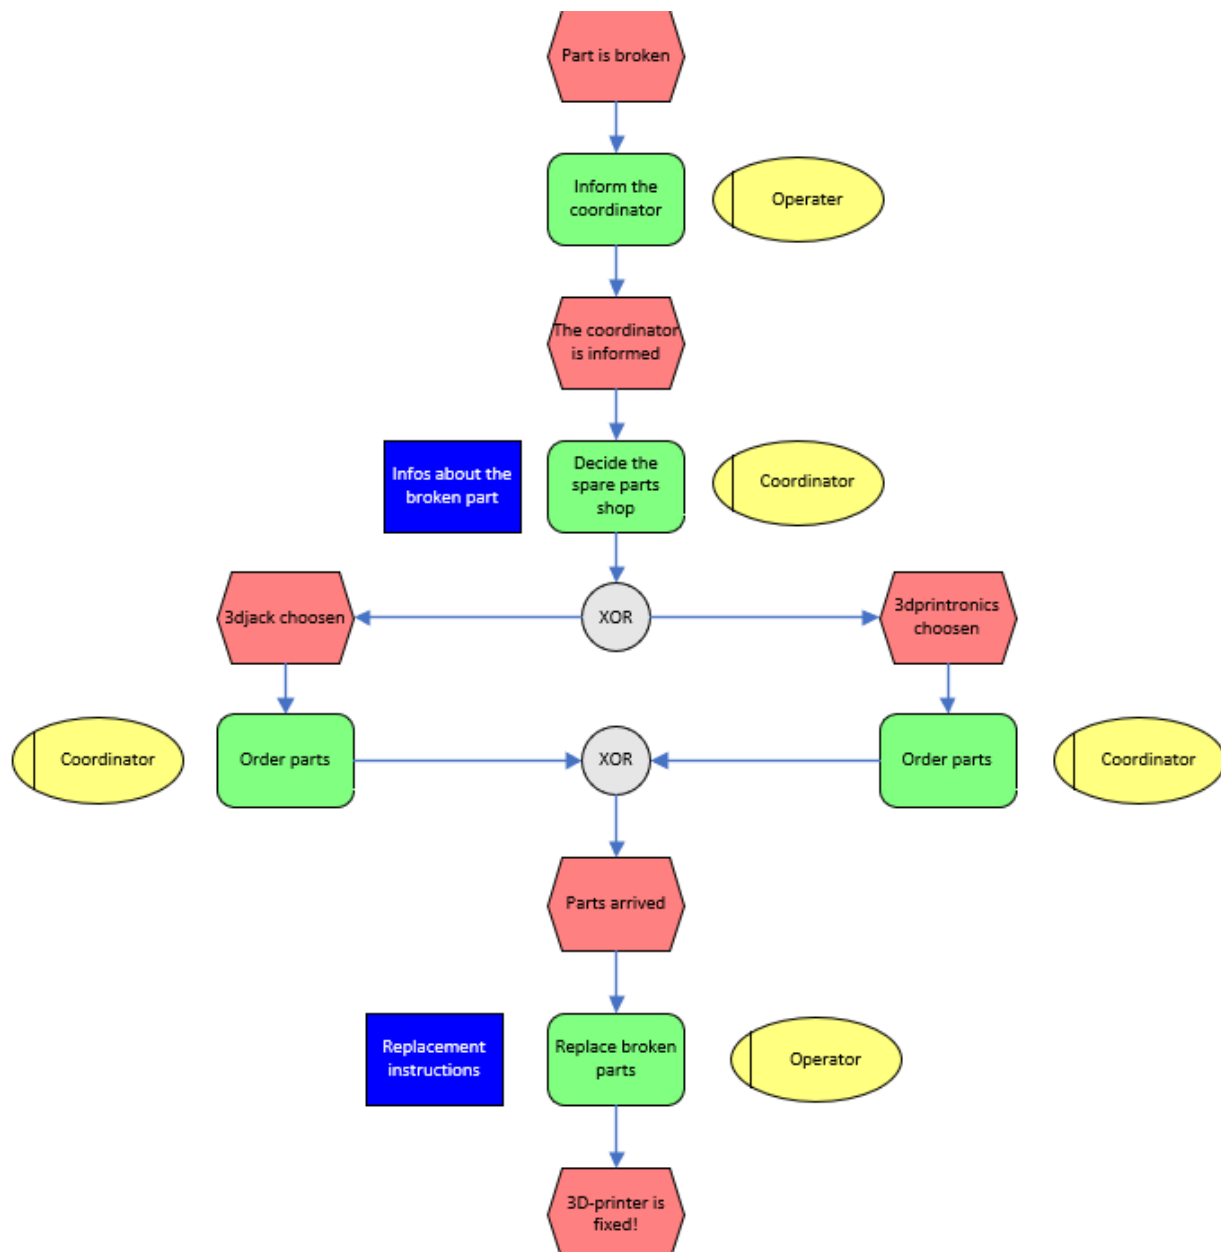 Part is broken
Inform the
coordinator
Operater
The coordinator
is informed
Infos about the
broken part
Decide the
spare parts
shop
Coordinator
3djack choosen
XOR
3dprintronics
choosen
Coordinator
Order parts
XOR
Order parts
Coordinator
Parts arrived
Replacement
instructions
Replace broken
parts
Operator
3D-printer is
fixed!